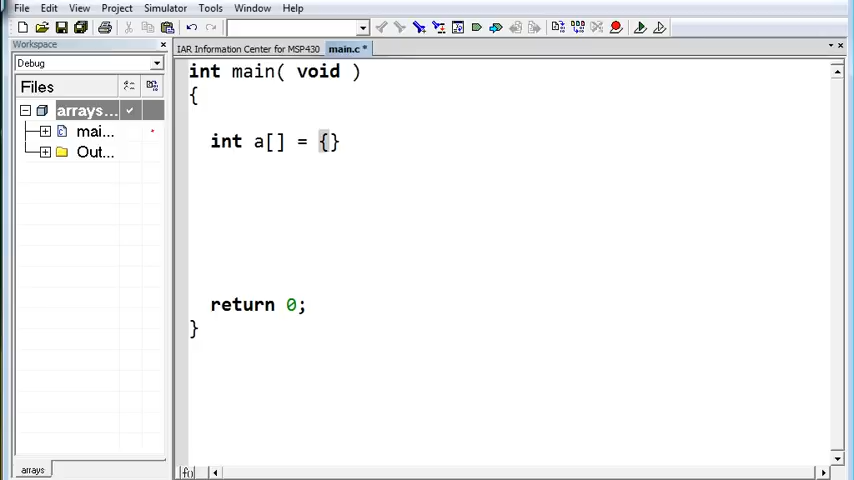 File Edit View Project Simulator Tools Window Help
Workspace
IAR Information Center for MSP430 main.c *
Debug
Files
arrays...
mai...
Out...
int main( void )
{
int a[] = {}
return 0;
}
arrays
f()